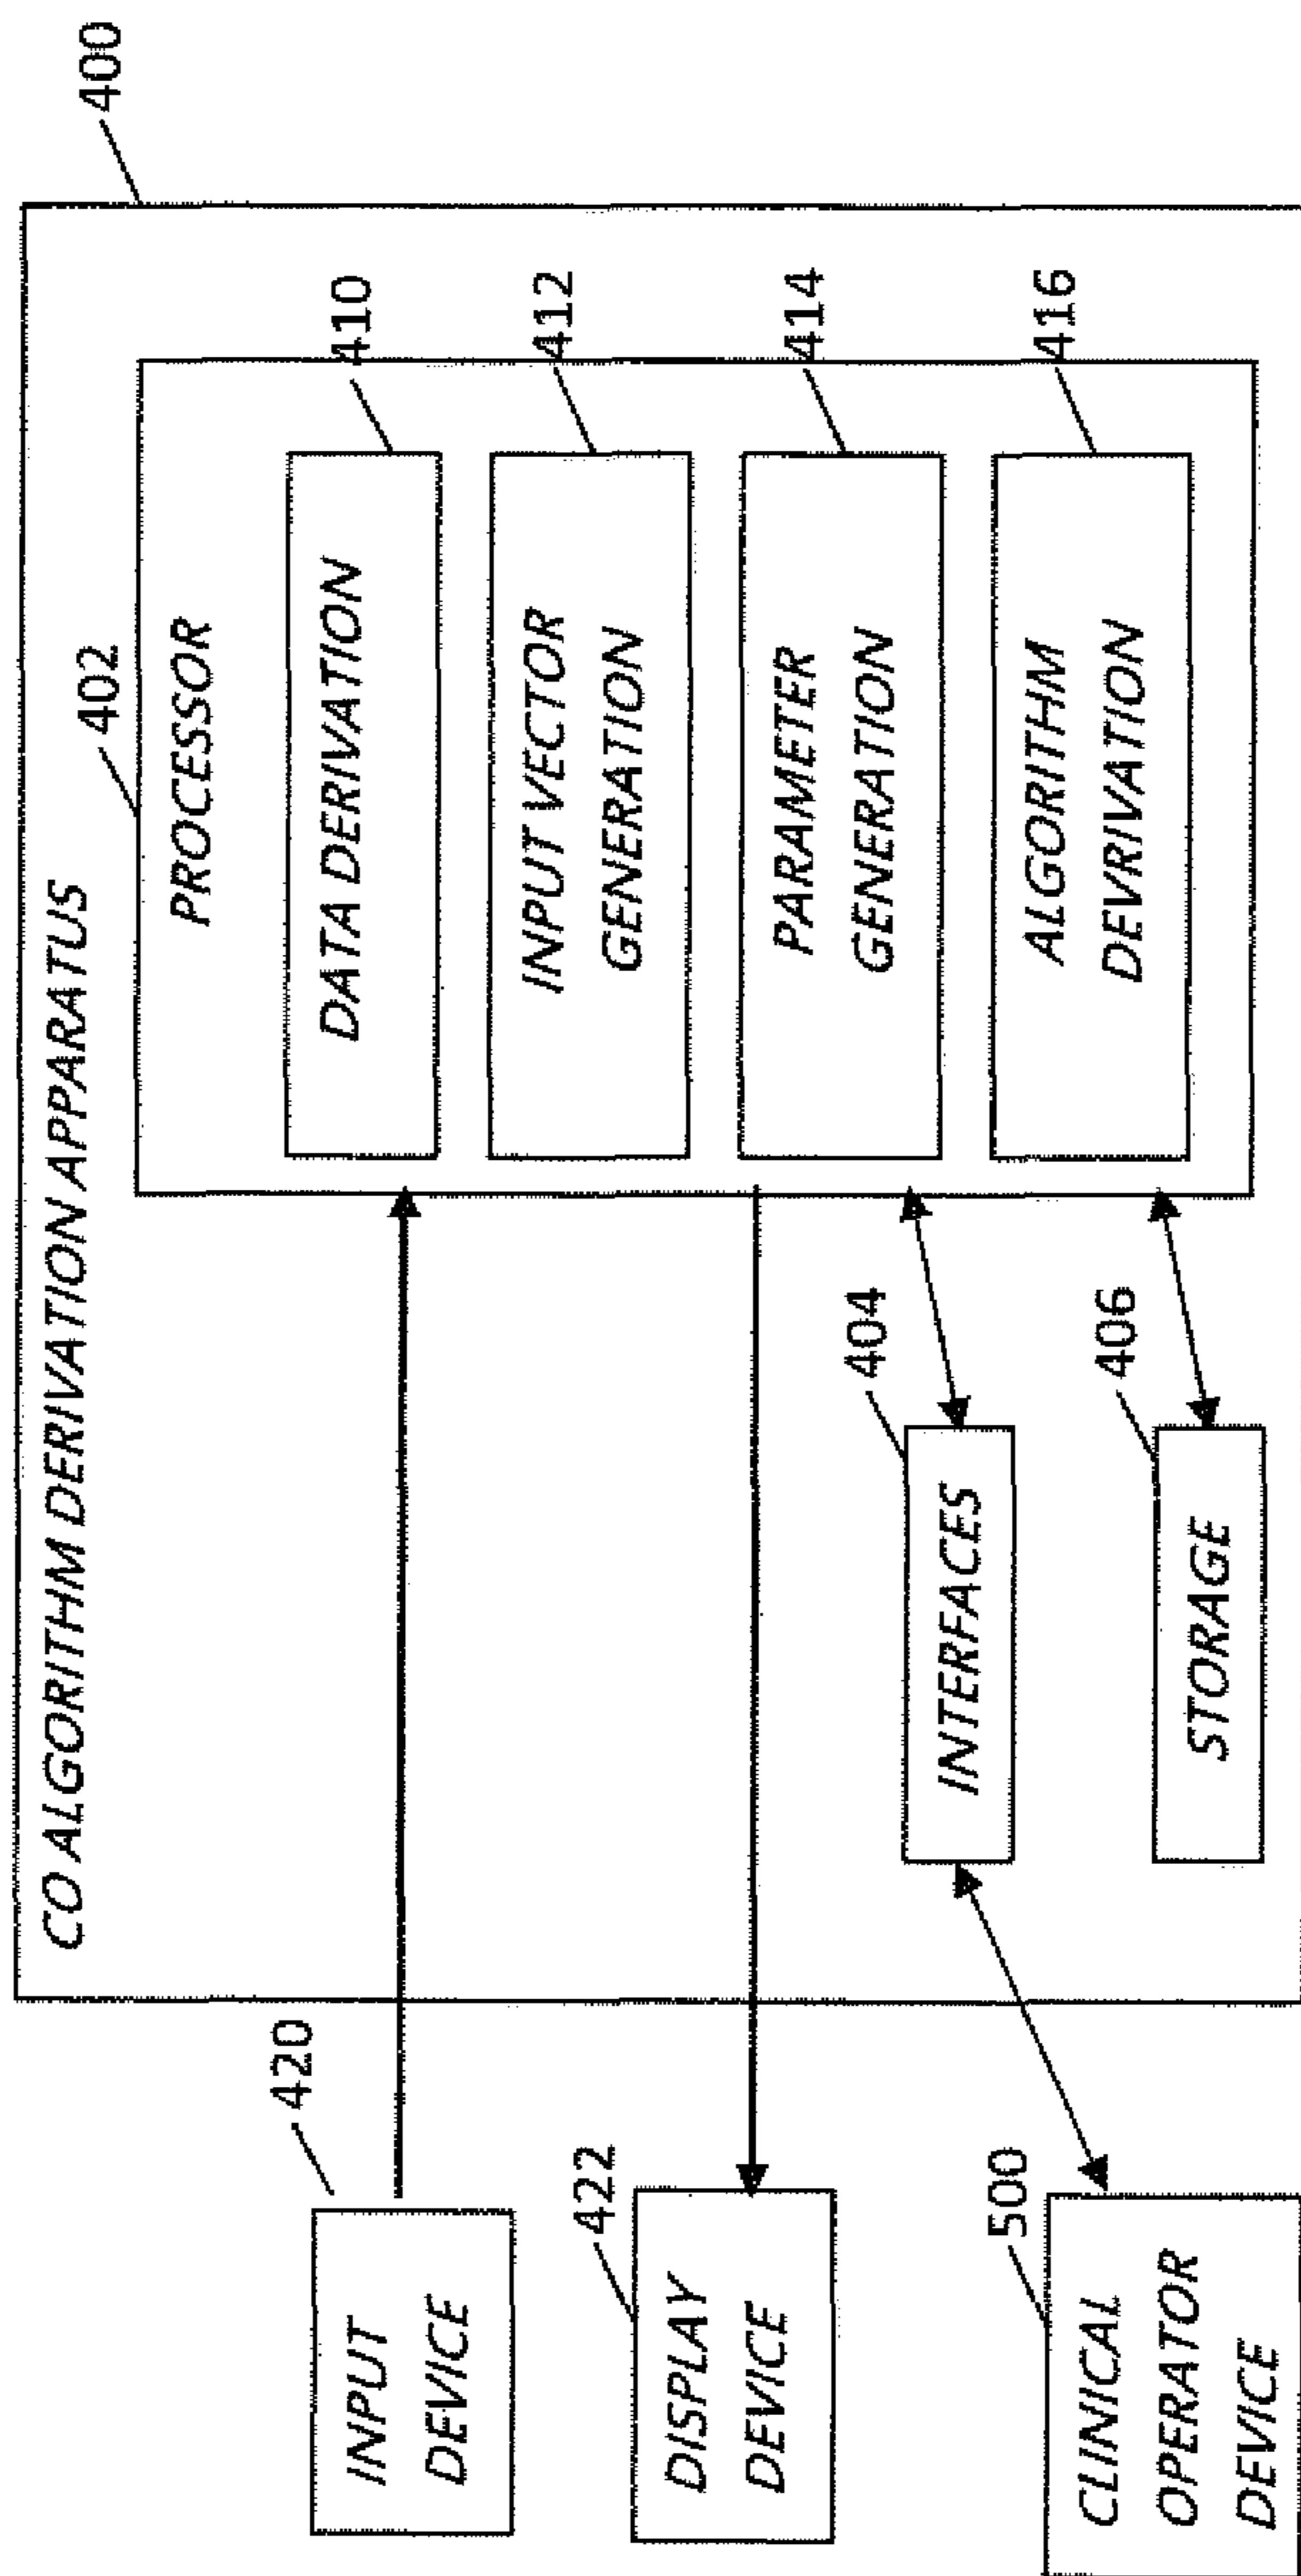 CO ALGORITHM DERIVATION APPARATUS
400
402
PROCESSOR
DATA DERIVATION
410
INPUT VECTOR
GENERATION
412
PARAMETER
GENERATION
414
ALGORITHM
DEVRIVATION
416
INTERFACES
404
STORAGE
406
INPUT
DEVICE
420
DISPLAY
DEVICE
422
CLINICAL
OPERATOR
DEVICE
500